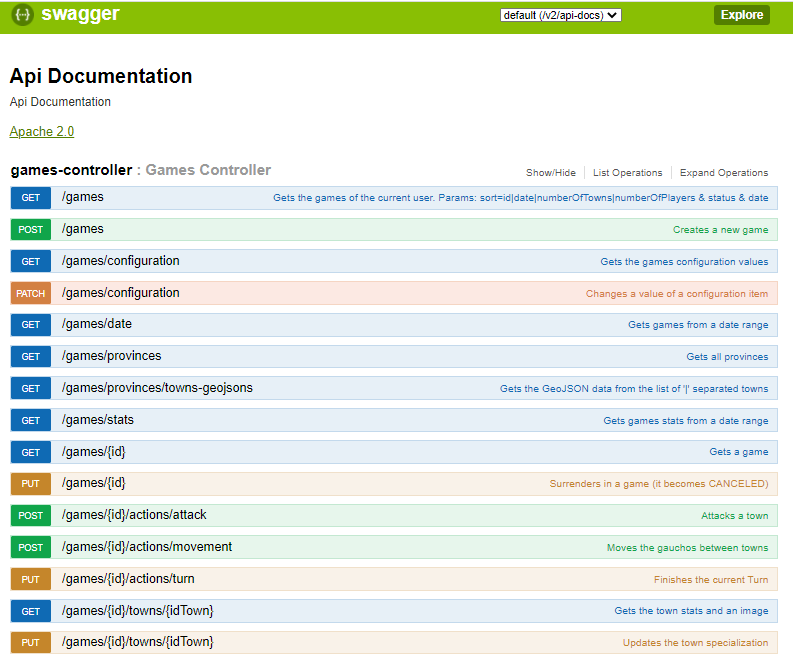 {···} swagger default (/v2/api-docs) Explore
Api Documentation
Api Documentation
Apache 2.0
games-controller : Games Controller Show/Hide List Operations Expand Operations
GET /games Gets the games of the current user. Params: sort=id|date|numberOfTowns|numberOfPlayers & status & date
POST /games Creates a new game
GET /games/configuration Gets the games configuration values
PATCH /games/configuration Changes a value of a configuration item
GET /games/date Gets games from a date range
GET /games/provinces Gets all provinces
GET /games/provinces/towns-geojsons Gets the GeoJSON data from the list of '|' separated towns
GET /games/stats Gets games stats from a date range
GET /games/{id} Gets a game
PUT /games/{id} Surrenders in a game (it becomes CANCELED)
POST /games/{id}/actions/attack Attacks a town
POST /games/{id}/actions/movement Moves the gauchos between towns
PUT /games/{id}/actions/turn Finishes the current Turn
GET /games/{id}/towns/{idTown} Gets the town stats and an image
PUT /games/{id}/towns/{idTown} Updates the town specialization